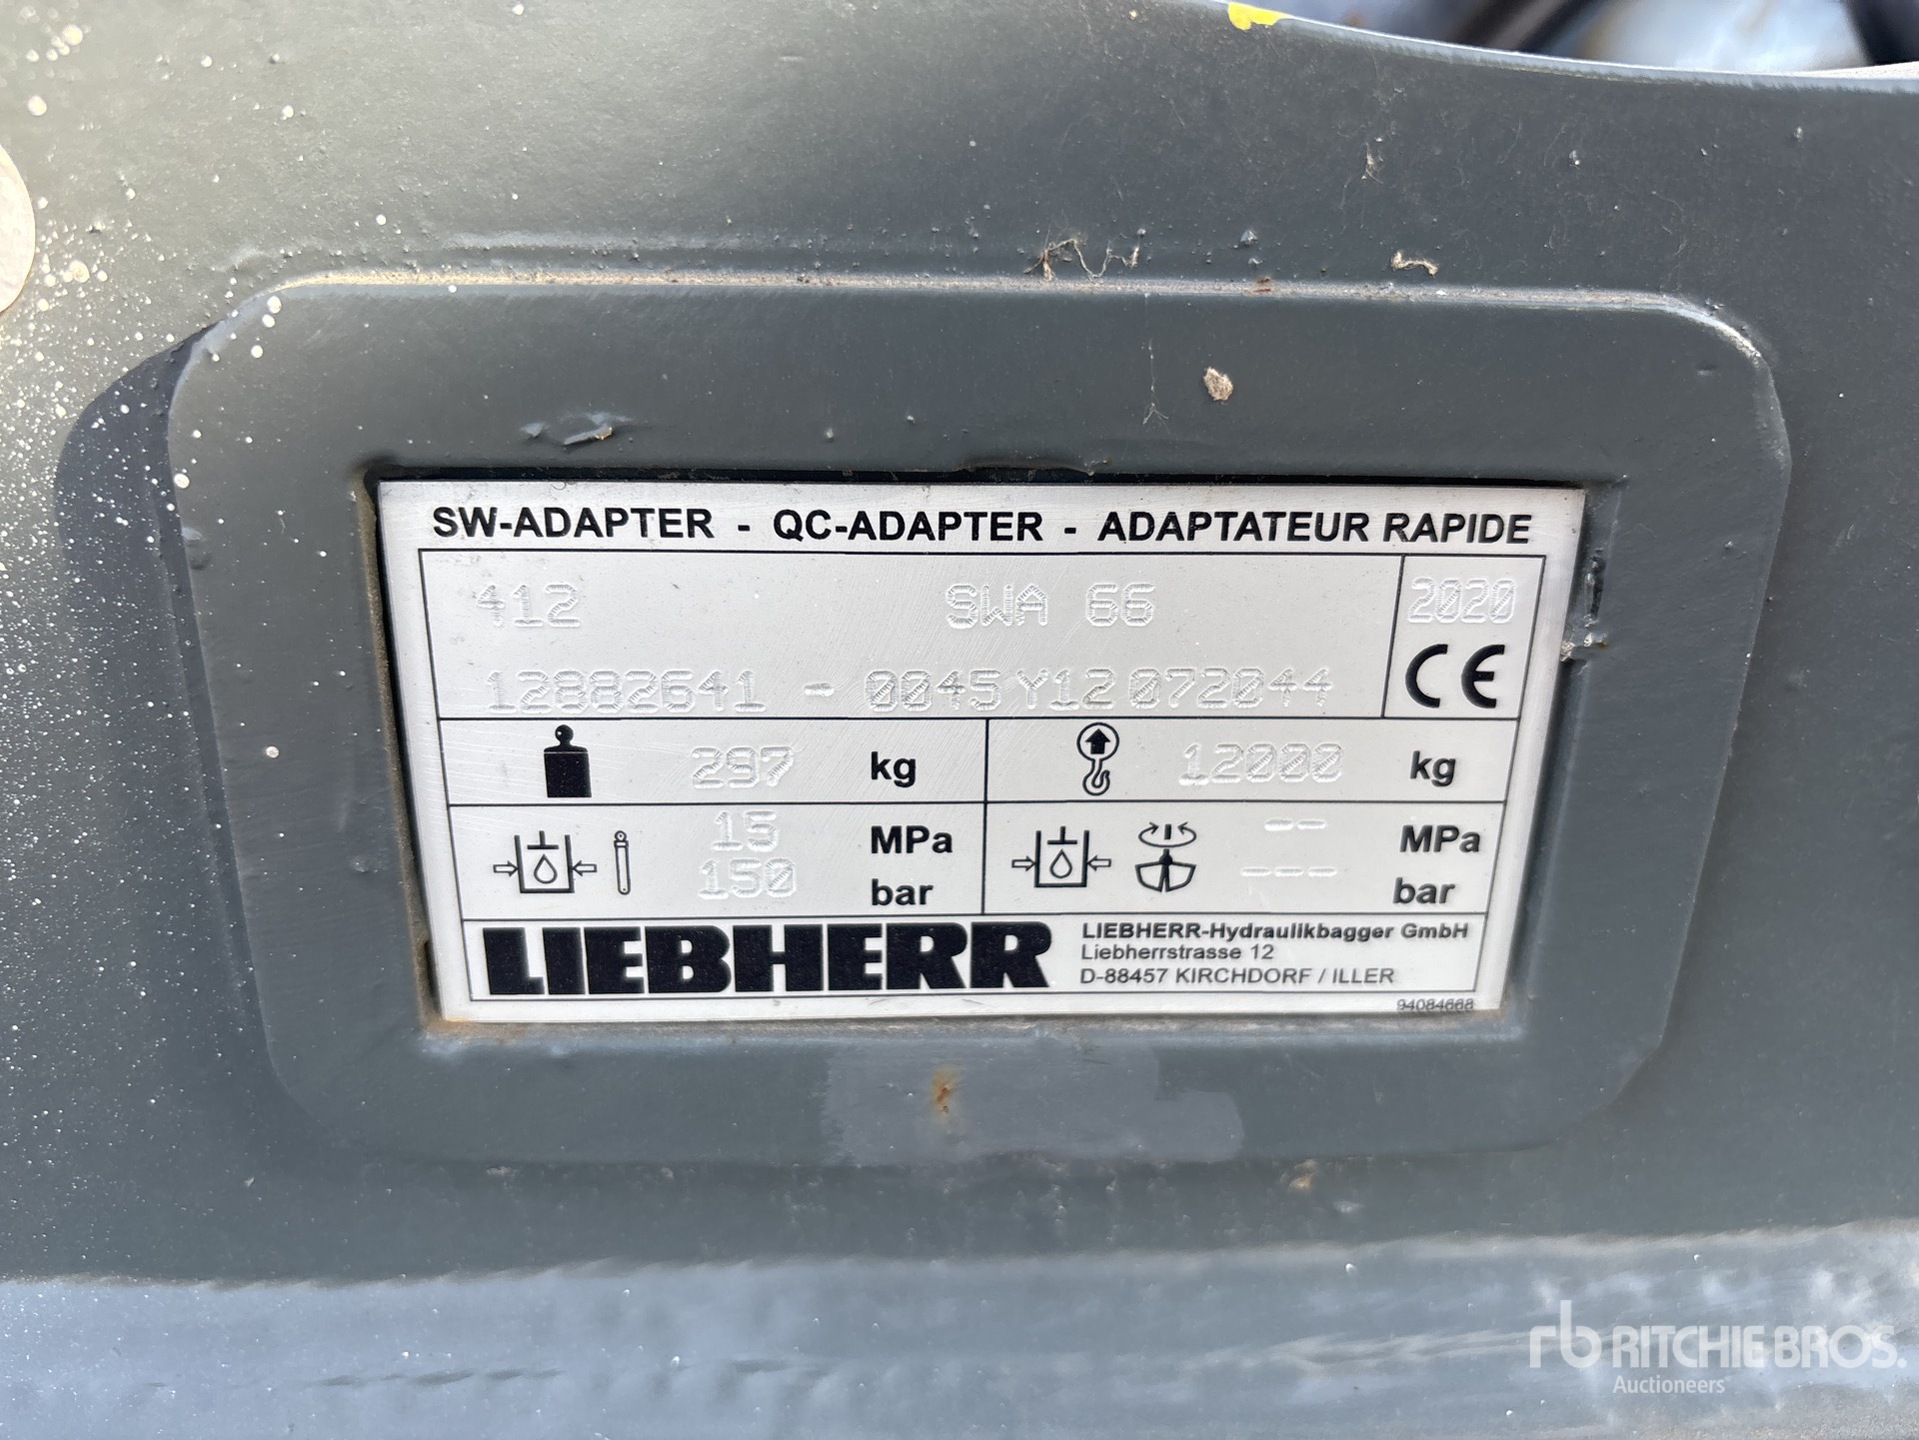 SW-ADAPTER - QC-ADAPTER - ADAPTATEUR RAPIDE
412 SWA 66 2020
12882641 - 0045 Y12 072044 CE
297 kg 12000 kg
15 MPa -- MPa
150 bar --- bar
LIEBHERR
LIEBHERR-Hydraulikbagger GmbH
Liebherrstrasse 12
D-88457 KIRCHDORF / ILLER
94084668
rb RITCHIE BROS.
Auctioneers